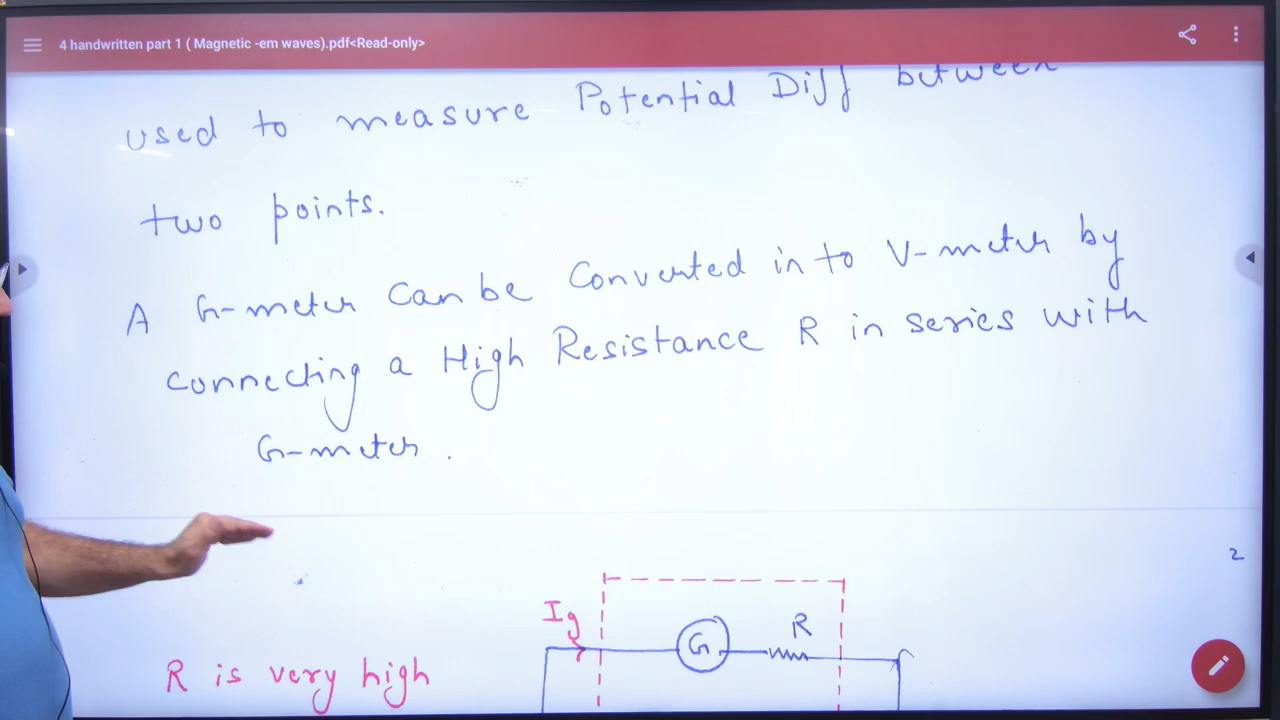 4 handwritten part 1 ( Magnetic -em waves).pdf<Read-only>
used to measure Potential Diff between
two points.
A G-meter can be converted in to V-meter by
connecting a High Resistance R in series with
G-meter.
2
Ig
G R
R is very high